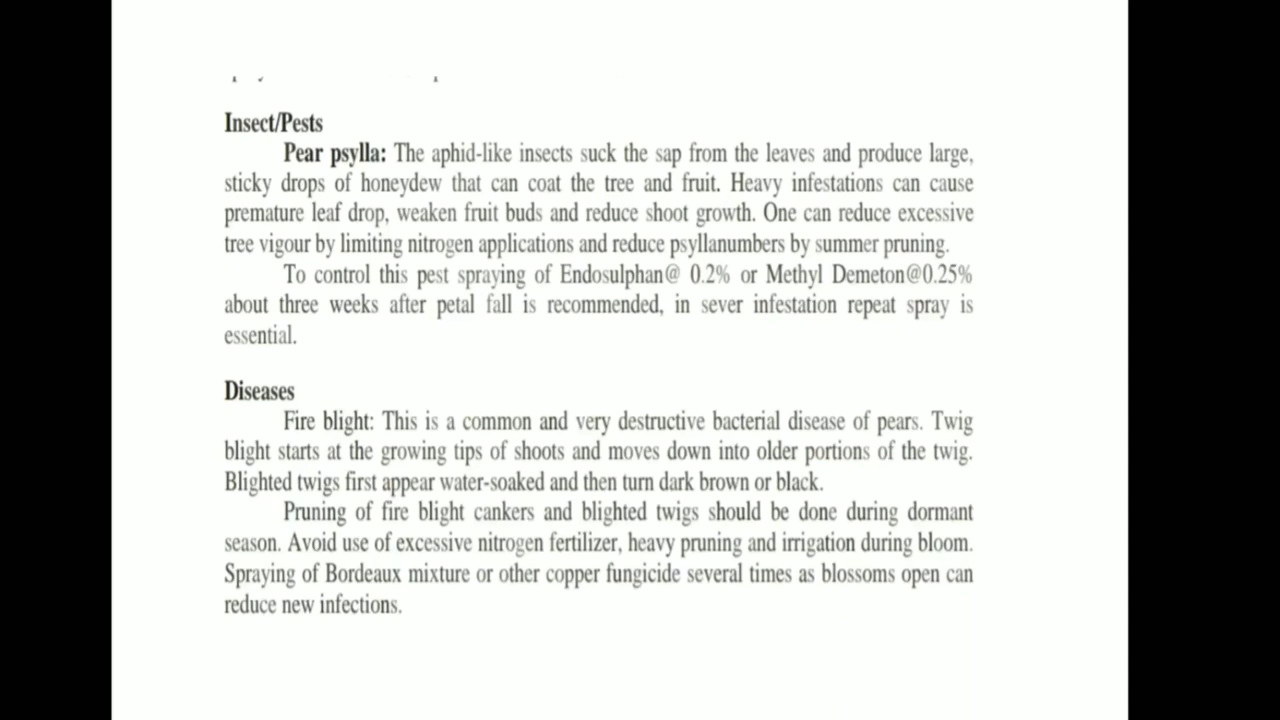 Insect/Pests
Pear psylla: The aphid-like insects suck the sap from the leaves and produce large,
sticky drops of honeydew that can coat the tree and fruit. Heavy infestations can cause
premature leaf drop, weaken fruit buds and reduce shoot growth. One can reduce excessive
tree vigour by limiting nitrogen applications and reduce psyllanumbers by summer pruning.
To control this pest spraying of Endosulphan@ 0.2% or Methyl Demeton@0.25%
about three weeks after petal fall is recommended, in sever infestation repeat spray is
essential.
Diseases
Fire blight: This is a common and very destructive bacterial disease of pears. Twig
blight starts at the growing tips of shoots and moves down into older portions of the twig.
Blighted twigs first appear water-soaked and then turn dark brown or black.
Pruning of fire blight cankers and blighted twigs should be done during dormant
season. Avoid use of excessive nitrogen fertilizer, heavy pruning and irrigation during bloom.
Spraying of Bordeaux mixture or other copper fungicide several times as blossoms open can
reduce new infections.